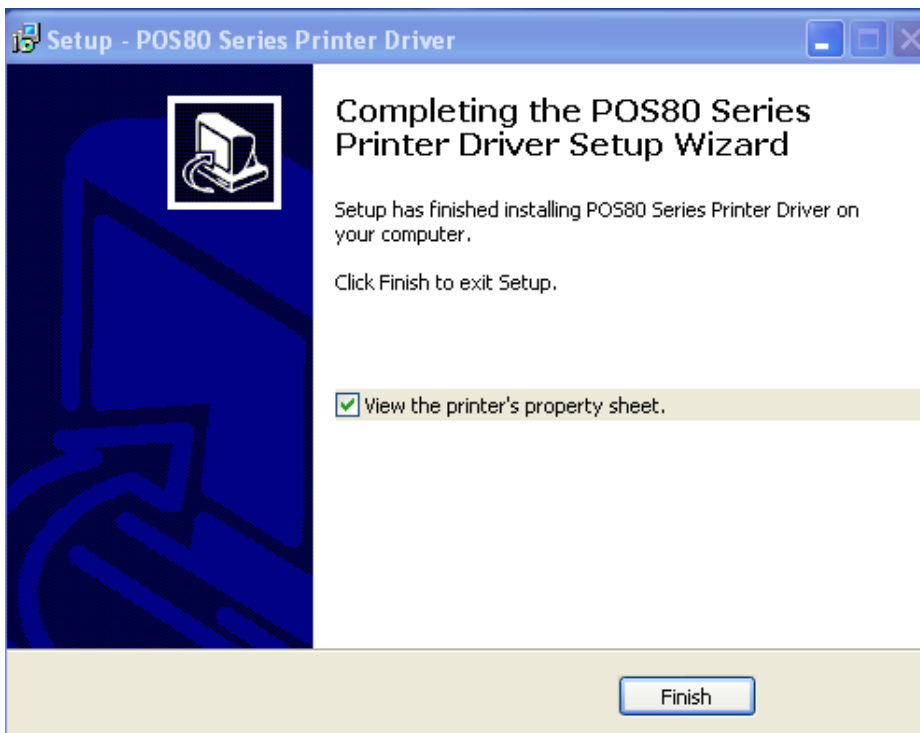 Setup - POS80 Series Printer Driver
Completing the POS80 Series
Printer Driver Setup Wizard
Setup has finished installing POS80 Series Printer Driver on
your computer.
Click Finish to exit Setup.
View the printer's property sheet.
Finish